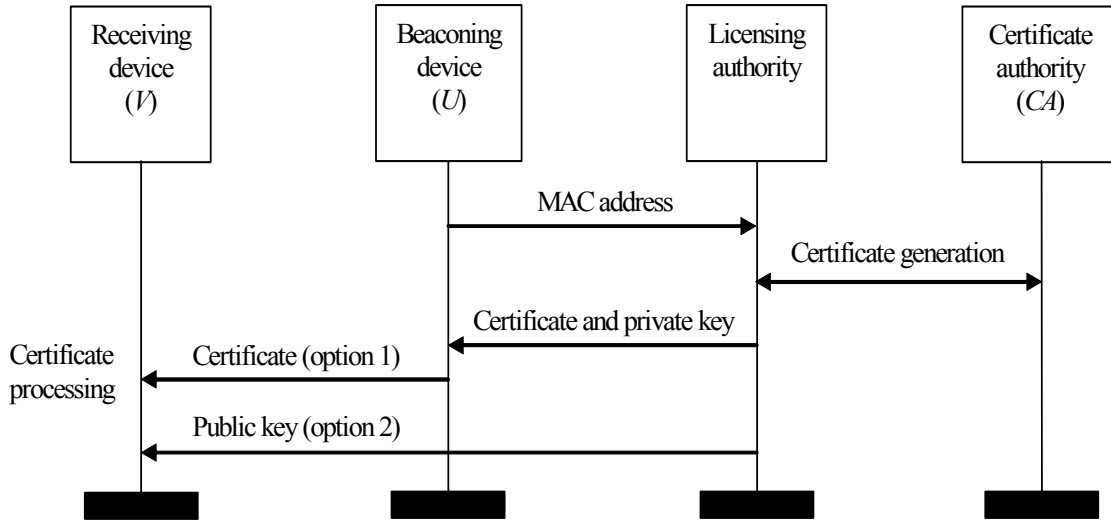 Receiving
device
(V)
Beaconing
device
(U)
Licensing
authority
Certificate
authority
(CA)
MAC address
Certificate generation
Certificate and private key
Certificate
processing
Certificate (option 1)
Public key (option 2)